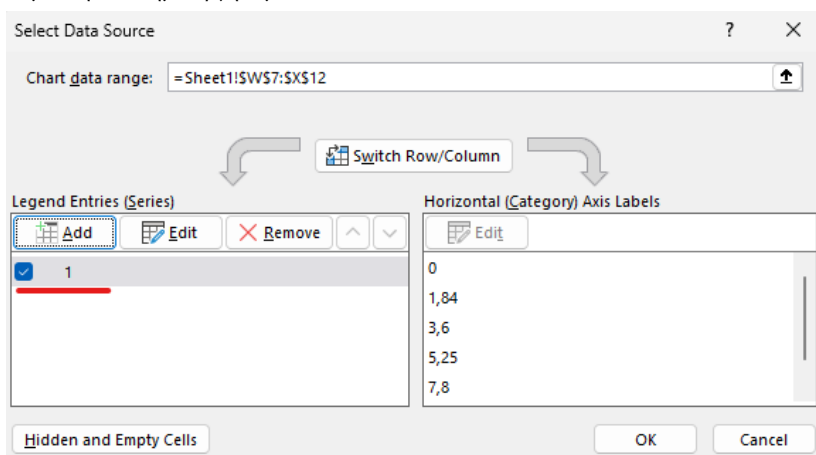 Select Data Source ? ×
Chart data range: =Sheet1!$W$7:$X$12
Switch Row/Column
Legend Entries (Series)
Horizontal (Category) Axis Labels
Add Edit Remove
Edit
1
0
1,84
3,6
5,25
7,8
Hidden and Empty Cells
OK Cancel